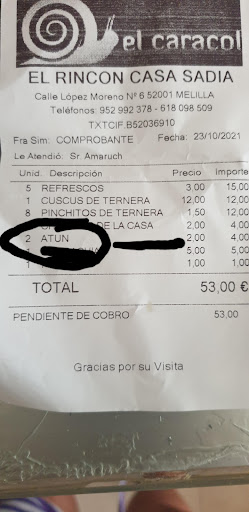 el caracol
EL RINCON CASA SADIA
Calle López Moreno Nº 6 52001 MELILLA
Teléfonos: 952 992 378 - 618 098 509
TXTCIF.B52036910
Fra Sim: COMPROBANTE Fecha: 23/10/2021
Le Atendió: Sr. Amaruch
Unid. Descripción Precio Importe
5 REFRESCOS 3,00 15,00
1 CUSCUS DE TERNERA 12,00 12,00
8 PINCHITOS DE TERNERA 1,50 12,00
DE LA CASA 2,00 4,00
2 ATUN 2,00 4,00
5,00 5,00
1 1,00 1,00
TOTAL 53,00 €
PENDIENTE DE COBRO 53,00
Gracias por su Visita